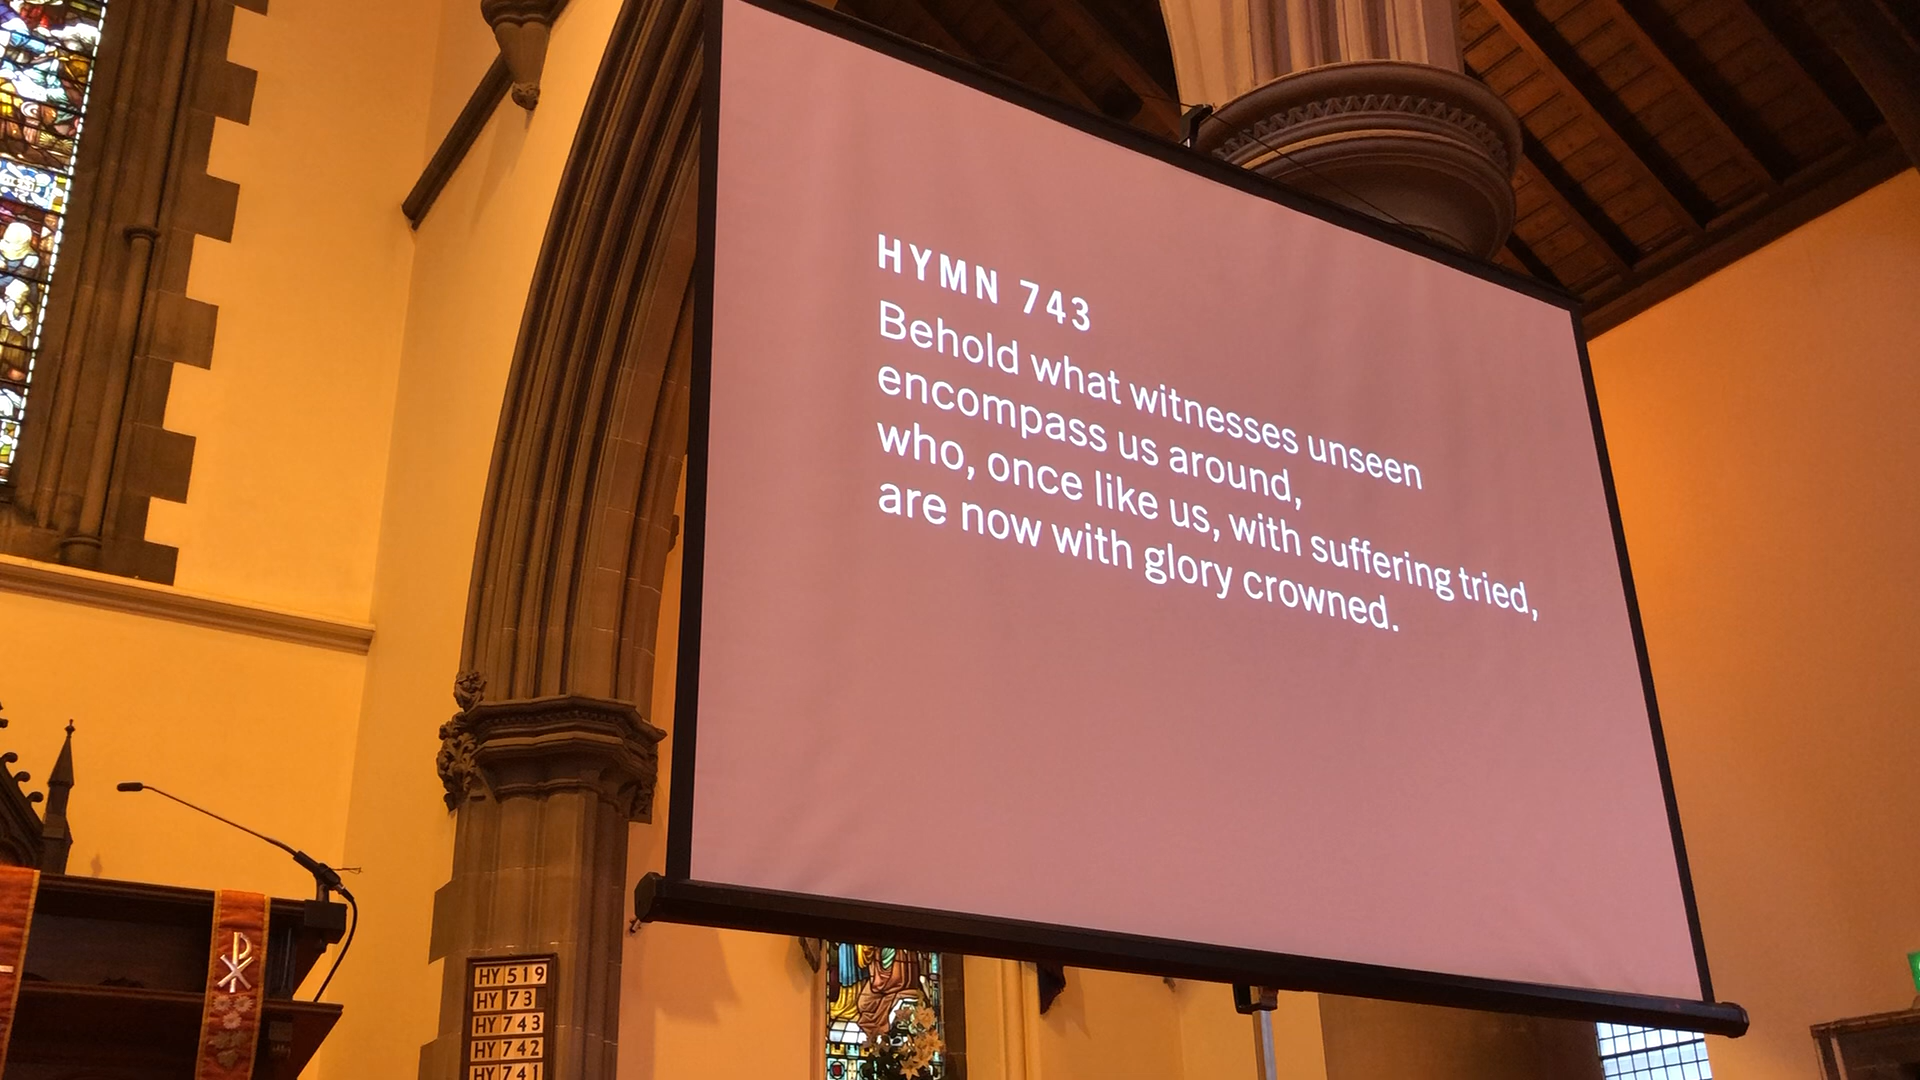 HYMN 743
Behold what witnesses unseen
encompass us around,
who, once like us, with suffering tried,
are now with glory crowned.
HY 519
HY 73
HY 743
HY 742
HY 741